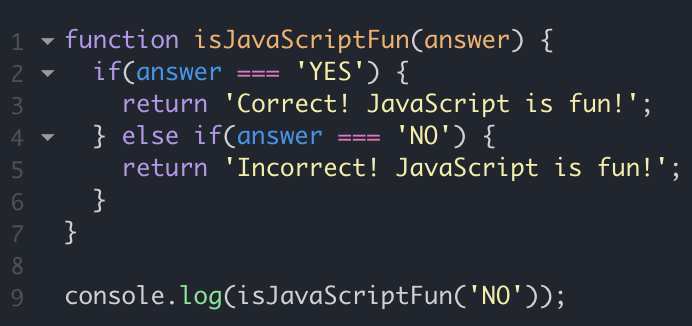 1 function isJavaScriptFun(answer) {
2 if(answer === 'YES') {
3 return 'Correct! JavaScript is fun!';
4 } else if(answer === 'NO') {
5 return 'Incorrect! JavaScript is fun!';
6 }
7 }
8
9 console.log(isJavaScriptFun('NO'));